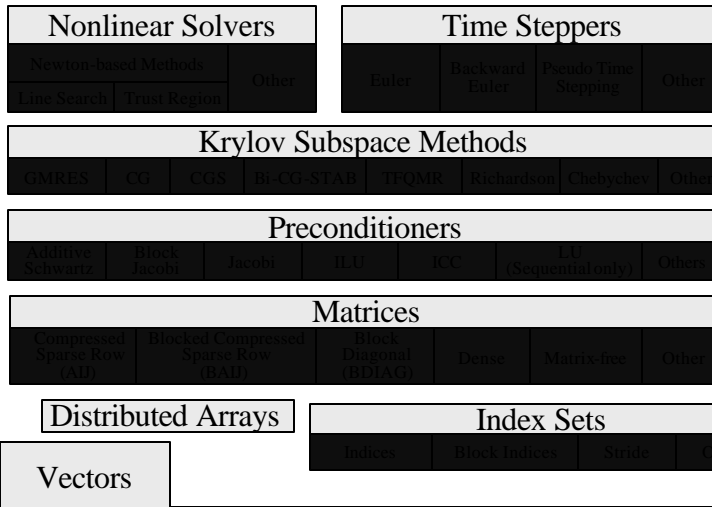 Nonlinear Solvers
Time Steppers
Newton-based Methods
Other
Line Search
Trust Region
Euler
Backward
Euler
Pseudo Time
Stepping
Other
Krylov Subspace Methods
GMRES
CG
CGS
Bi-CG-STAB
TFQMR
Richardson
Chebychev
Other
Preconditioners
Additive
Schwartz
Block
Jacobi
Jacobi
ILU
ICC
LU
(Sequential only)
Others
Matrices
Compressed
Sparse Row
(AIJ)
Blocked Compressed
Sparse Row
(BAIJ)
Block
Diagonal
(BDIAG)
Dense
Matrix-free
Other
Distributed Arrays
Index Sets
Indices
Block Indices
Stride
Vectors